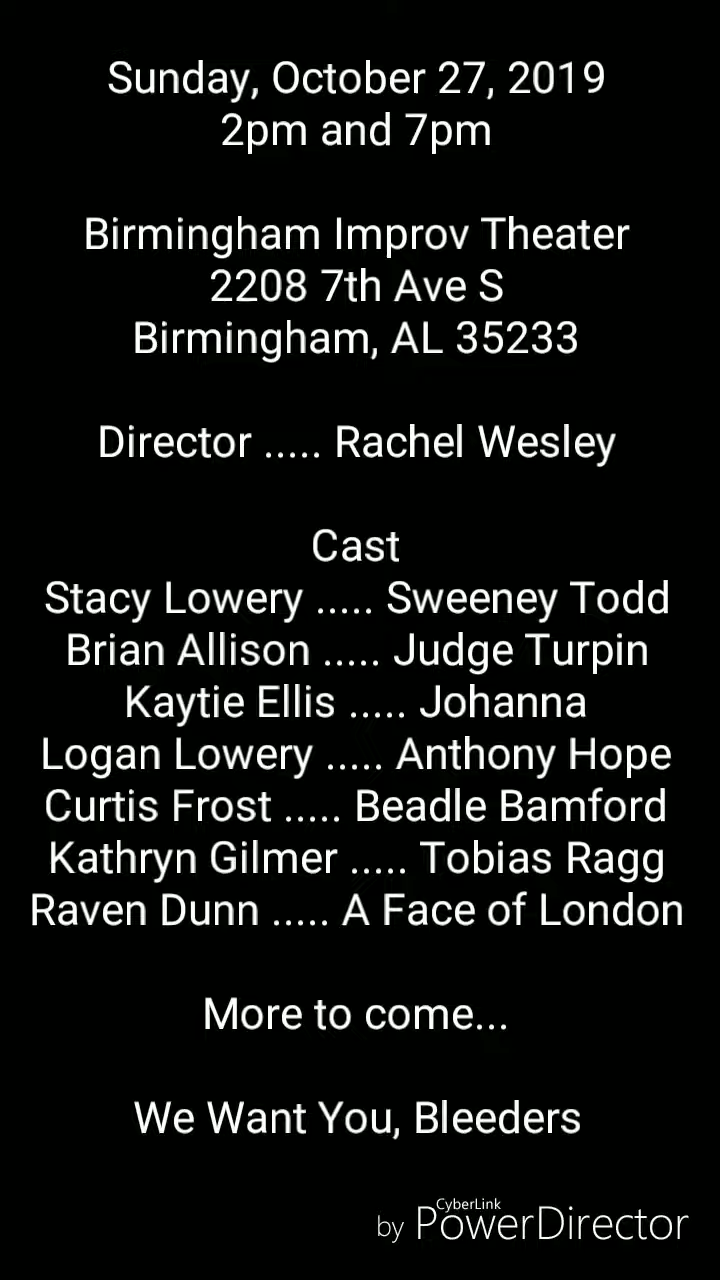 Sunday, October 27, 2019
2pm and 7pm
Birmingham Improv Theater
2208 7th Ave S
Birmingham, AL 35233
Director ..... Rachel Wesley
Cast
Stacy Lowery ..... Sweeney Todd
Brian Allison ..... Judge Turpin
Kaytie Ellis ..... Johanna
Logan Lowery ..... Anthony Hope
Curtis Frost ..... Beadle Bamford
Kathryn Gilmer ..... Tobias Ragg
Raven Dunn ..... A Face of London
More to come...
We Want You, Bleeders
CyberLink
by PowerDirector